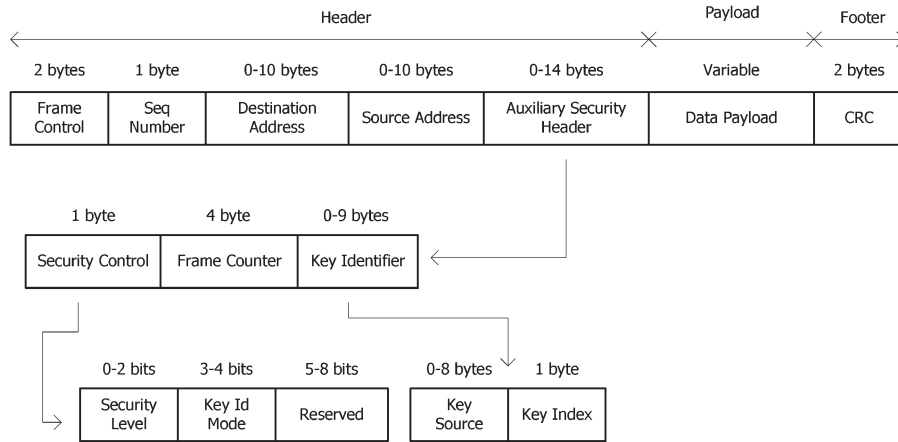 Header
Payload
Footer
2 bytes
1 byte
0-10 bytes
0-10 bytes
0-14 bytes
Variable
2 bytes
Frame
Control
Seq
Number
Destination
Address
Source Address
Auxiliary Security
Header
Data Payload
CRC
1 byte
4 byte
0-9 bytes
Security Control
Frame Counter
Key Identifier
0-2 bits
3-4 bits
5-8 bits
0-8 bytes
1 byte
Security
Level
Key Id
Mode
Reserved
Key
Source
Key Index